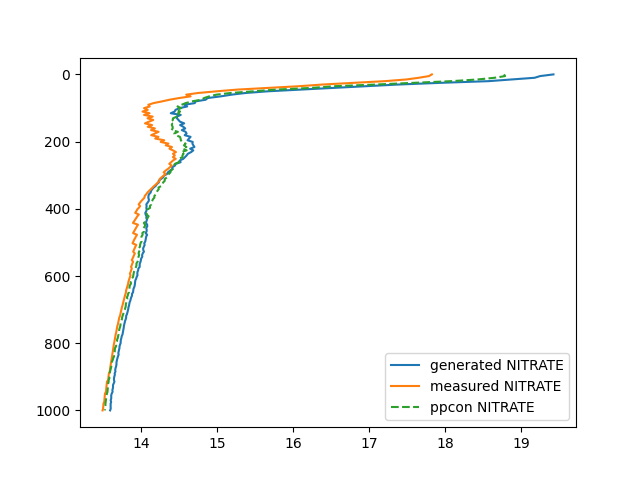 0
200
400
600
800
1000
14 15 16 17 18 19
generated NITRATE
measured NITRATE
ppcon NITRATE